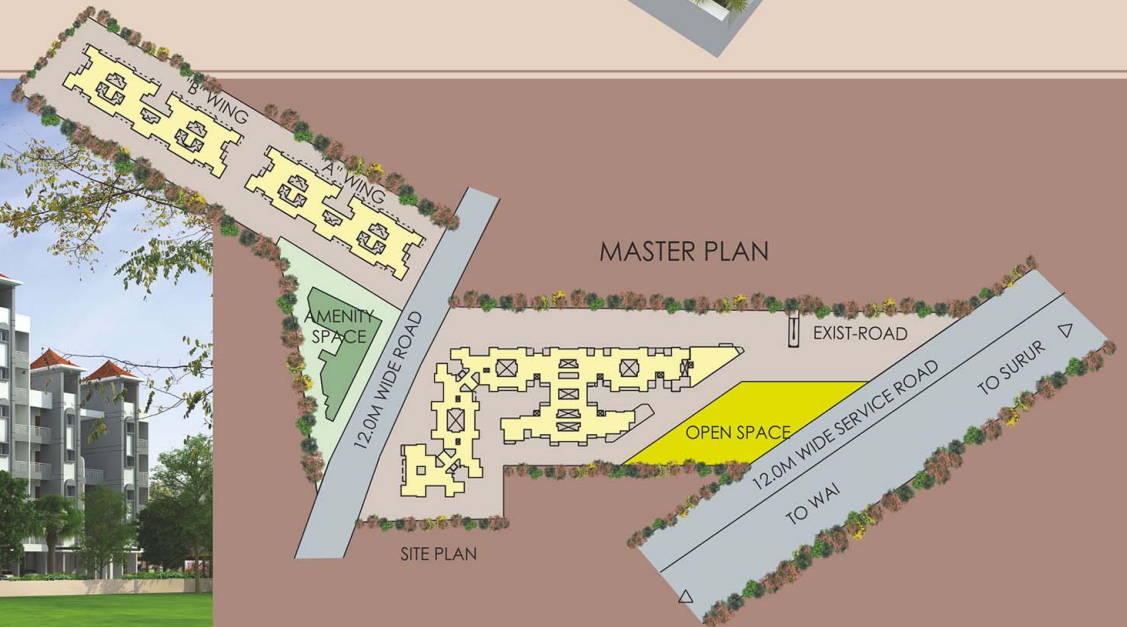 "B" WING
"A" WING
MASTER PLAN
AMENITY
SPACE
12.0M WIDE ROAD
EXIST-ROAD
OPEN SPACE
12.0M WIDE SERVICE ROAD
TO SURUR
TO WAI
SITE PLAN